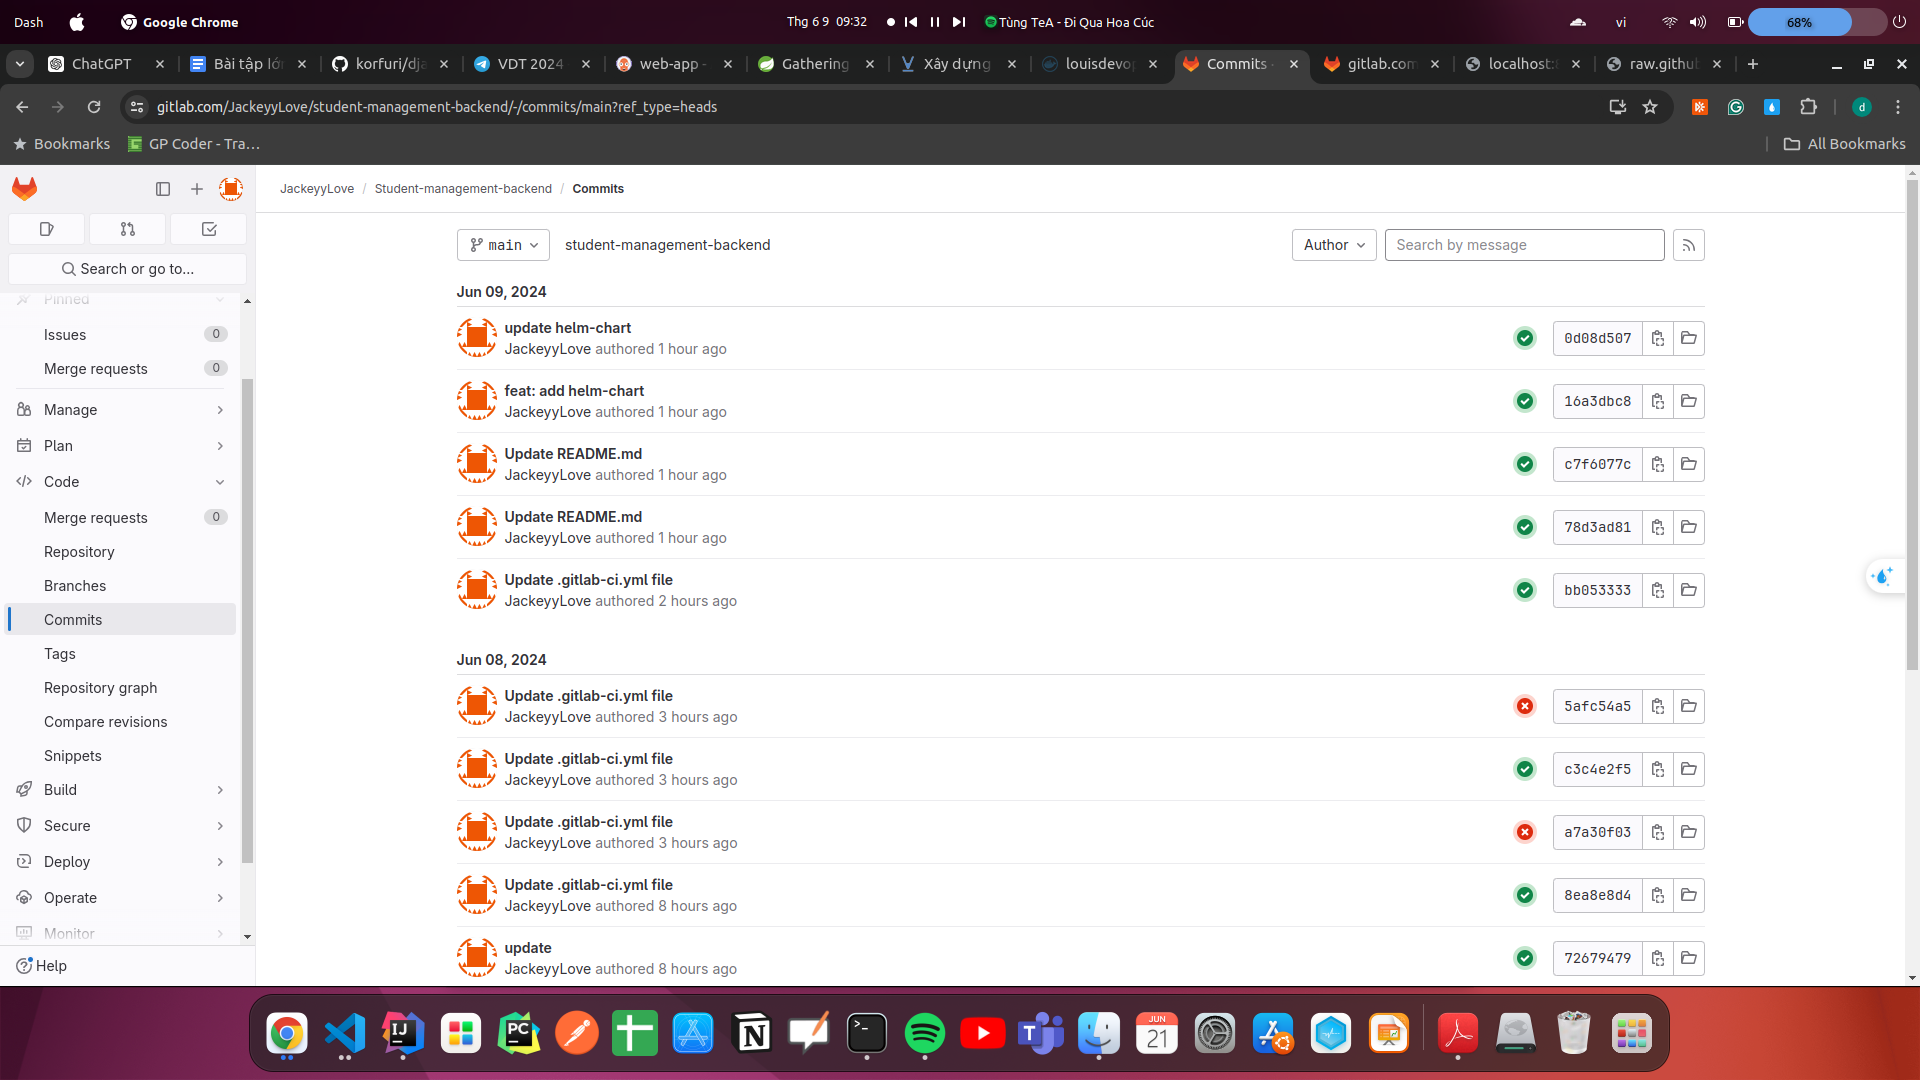 Dash
Google Chrome
Thg 6 9 09:32
Tùng TeA - Đi Qua Hoa Cúc
vi
68%
ChatGPT
Bài tập lớ
korfuri/dja
VDT 2024
web-app -
Gathering
Xây dựng
louisdevop
Commits ·
gitlab.com
localhost:
raw.github
gitlab.com/JackeyyLove/student-management-backend/-/commits/main?ref_type=heads
d
Bookmarks
GP Coder - Tra...
All Bookmarks
JackeyyLove / Student-management-backend / Commits
Search or go to...
Pinned
Issues 0
Merge requests 0
Manage
Plan
Code
Merge requests 0
Repository
Branches
Commits
Tags
Repository graph
Compare revisions
Snippets
Build
Secure
Deploy
Operate
Monitor
Help
main
student-management-backend
Author
Search by message
Jun 09, 2024
update helm-chart
JackeyyLove authored 1 hour ago
0d08d507
feat: add helm-chart
JackeyyLove authored 1 hour ago
16a3dbc8
Update README.md
JackeyyLove authored 1 hour ago
c7f6077c
Update README.md
JackeyyLove authored 1 hour ago
78d3ad81
Update .gitlab-ci.yml file
JackeyyLove authored 2 hours ago
bb053333
Jun 08, 2024
Update .gitlab-ci.yml file
JackeyyLove authored 3 hours ago
5afc54a5
Update .gitlab-ci.yml file
JackeyyLove authored 3 hours ago
c3c4e2f5
Update .gitlab-ci.yml file
JackeyyLove authored 3 hours ago
a7a30f03
Update .gitlab-ci.yml file
JackeyyLove authored 8 hours ago
8ea8e8d4
update
JackeyyLove authored 8 hours ago
72679479
IJ
PC
N
T
JUN
21